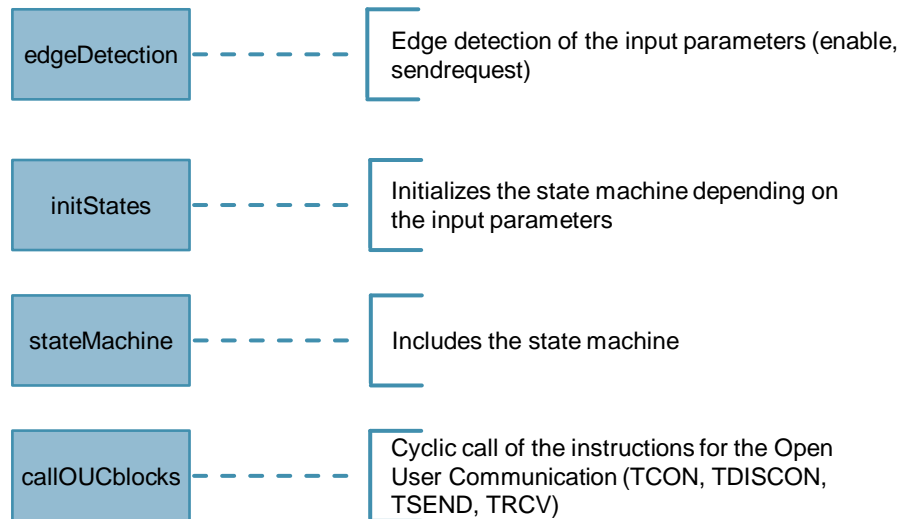 edgeDetection
Edge detection of the input parameters (enable,
sendrequest)
initStates
Initializes the state machine depending on
the input parameters
stateMachine
Includes the state machine
callOUCblocks
Cyclic call of the instructions for the Open
User Communication (TCON, TDISCON,
TSEND, TRCV)